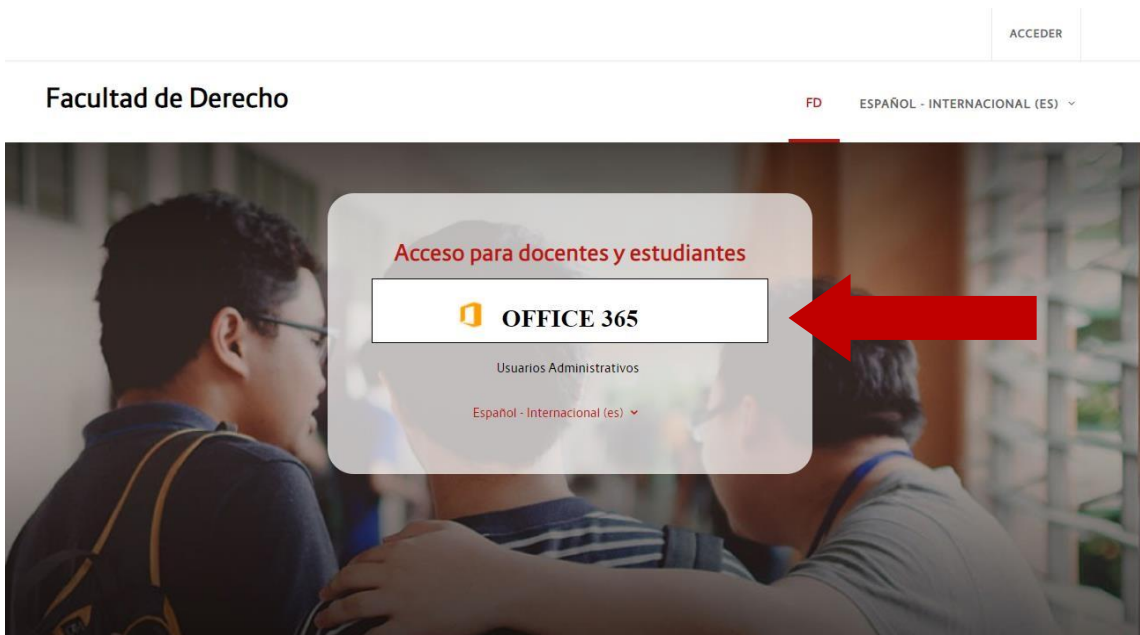 ACCEDER
Facultad de Derecho
FD
ESPAÑOL - INTERNACIONAL (ES)
Acceso para docentes y estudiantes
OFFICE 365
Usuarios Administrativos
Español - Internacional (es)